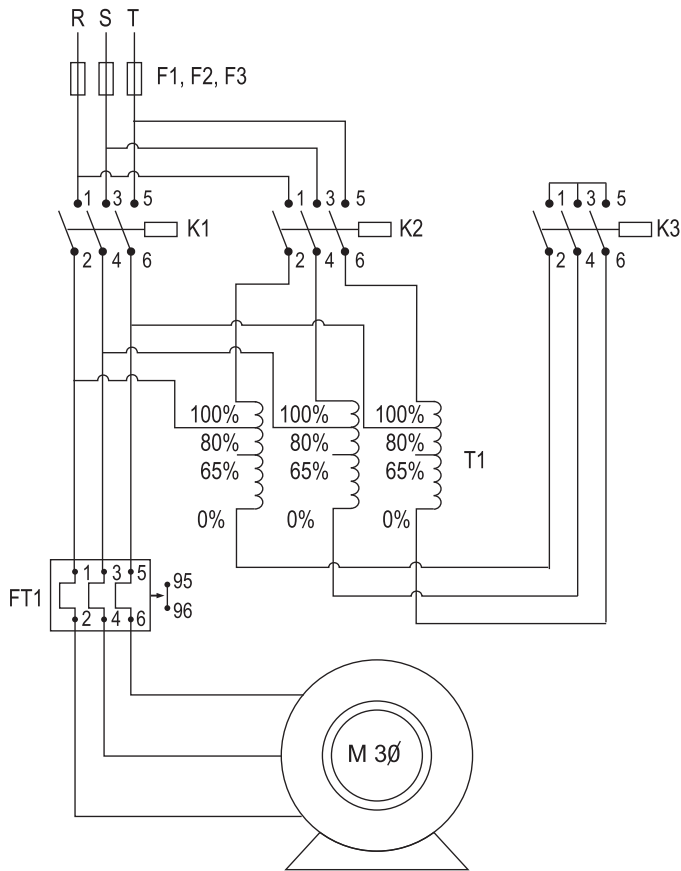 R S T
F1, F2, F3
1 3 5 K1
2 4 6
1 3 5 K2
2 4 6
1 3 5 K3
2 4 6
100% 100% 100%
80% 80% 80%
65% 65% 65%
T1
0% 0% 0%
FT1
1 3 5 95
2 4 6 96
M 3Ø